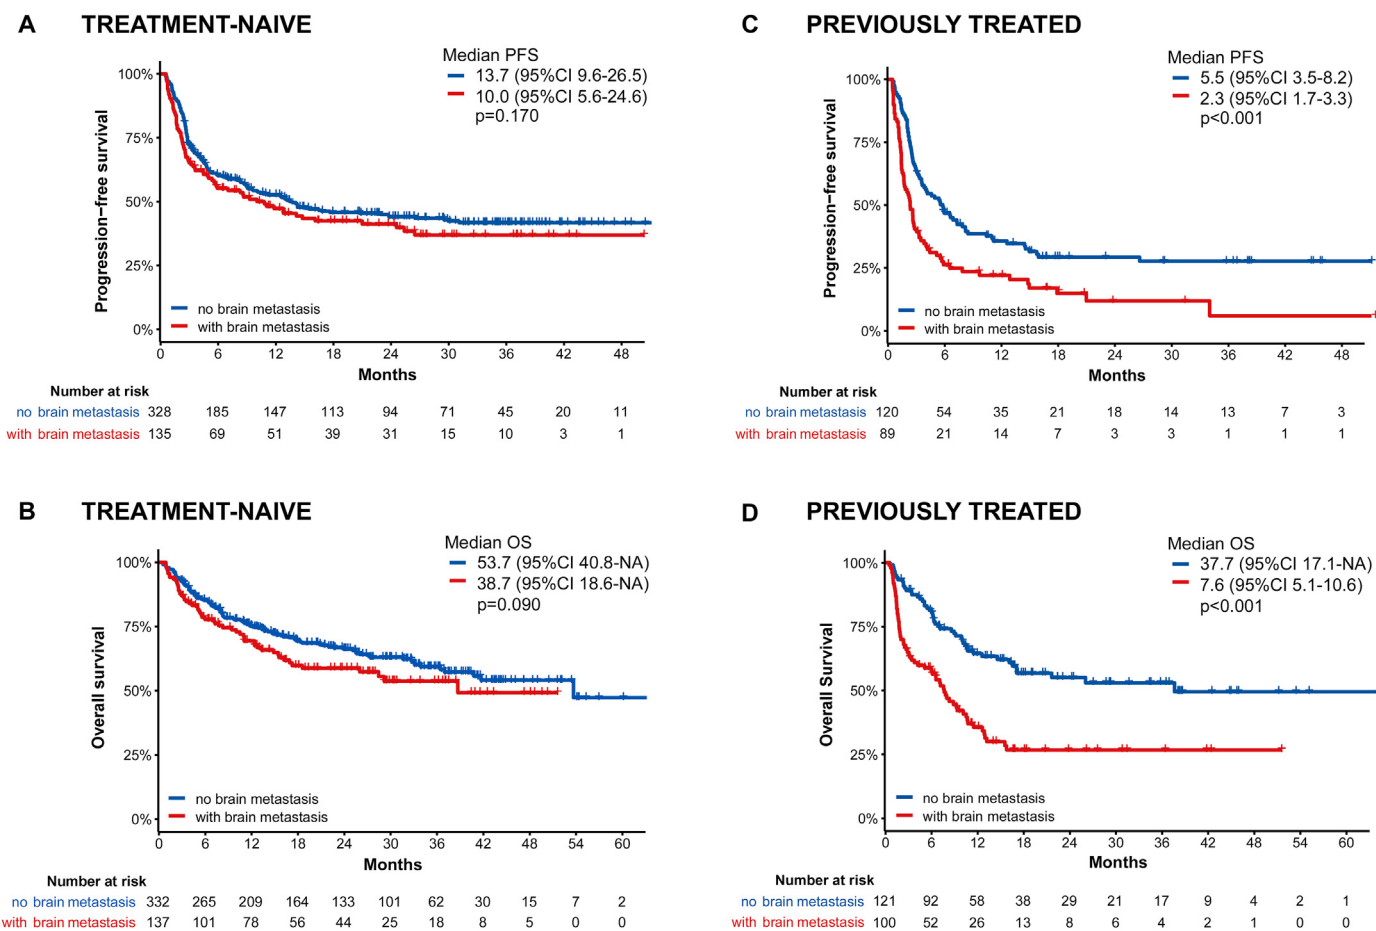 A TREATMENT-NAIVE
Median PFS
13.7 (95%CI 9.6-26.5)
10.0 (95%CI 5.6-24.6)
p=0.170
Progression−free survival
100%
75%
50%
25%
0%
no brain metastasis
with brain metastasis
0 6 12 18 24 30 36 42 48
Months
Number at risk
no brain metastasis 328 185 147 113 94 71 45 20 11
with brain metastasis 135 69 51 39 31 15 10 3 1
C PREVIOUSLY TREATED
Median PFS
5.5 (95%CI 3.5-8.2)
2.3 (95%CI 1.7-3.3)
p<0.001
Progression−free survival
100%
75%
50%
25%
0%
no brain metastasis
with brain metastasis
0 6 12 18 24 30 36 42 48
Months
Number at risk
no brain metastasis 120 54 35 21 18 14 13 7 3
with brain metastasis 89 21 14 7 3 3 1 1 1
B TREATMENT-NAIVE
Median OS
53.7 (95%CI 40.8-NA)
38.7 (95%CI 18.6-NA)
p=0.090
Overall Survival
100%
75%
50%
25%
0%
no brain metastasis
with brain metastasis
0 6 12 18 24 30 36 42 48 54 60
Months
Number at risk
no brain metastasis 332 265 209 164 133 101 62 30 15 7 2
with brain metastasis 137 101 78 56 44 25 18 8 5 0 0
D PREVIOUSLY TREATED
Median OS
37.7 (95%CI 17.1-NA)
7.6 (95%CI 5.1-10.6)
p<0.001
Overall Survival
100%
75%
50%
25%
0%
no brain metastasis
with brain metastasis
0 6 12 18 24 30 36 42 48 54 60
Months
Number at risk
no brain metastasis 121 92 58 38 29 21 17 9 4 2 1
with brain metastasis 100 52 26 13 8 6 4 2 1 0 0